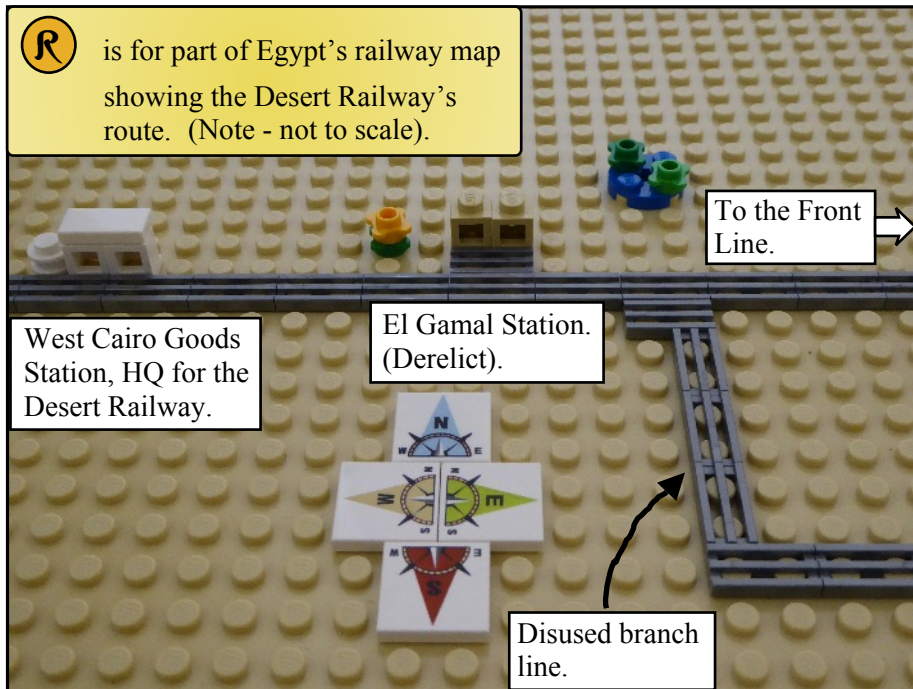 R
is for part of Egypt's railway map
showing the Desert Railway's
route. (Note - not to scale).
To the Front
Line.
West Cairo Goods
Station, HQ for the
Desert Railway.
El Gamal Station.
(Derelict).
N
W E
W N
S
N E
S
W E
S
Disused branch
line.